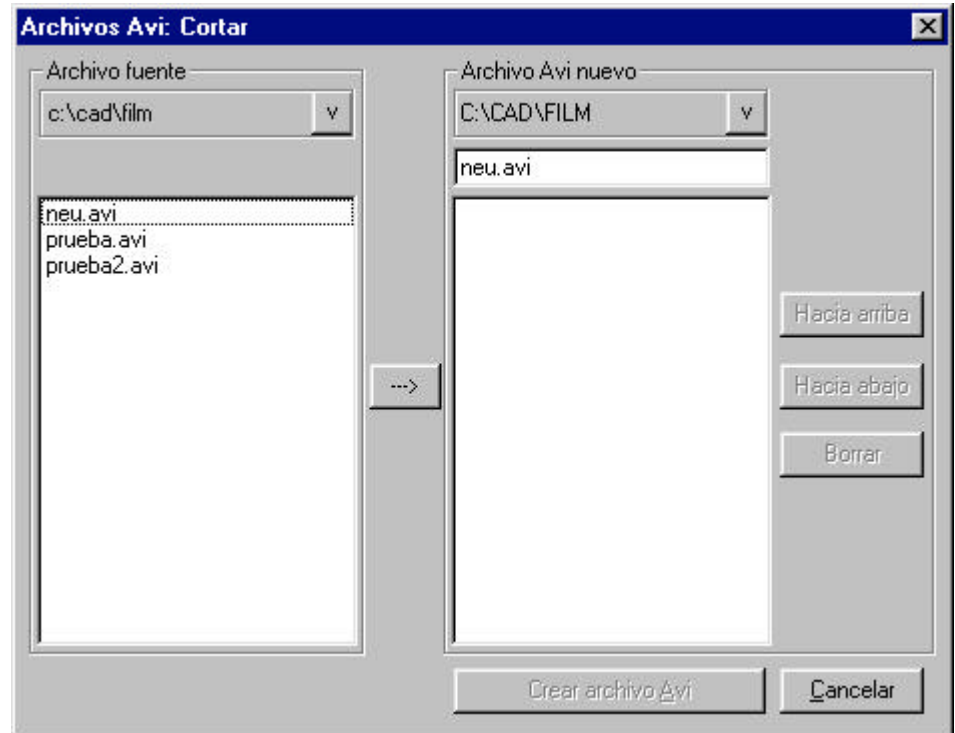 Archivos Avi: Cortar
Archivo fuente
c:\cad\film
v
neu.avi
prueba.avi
prueba2.avi
--->
Archivo Avi nuevo
C:\CAD\FILM
v
neu.avi
Hacia arriba
Hacia abajo
Borrar
Crear archivo Avi
Cancelar